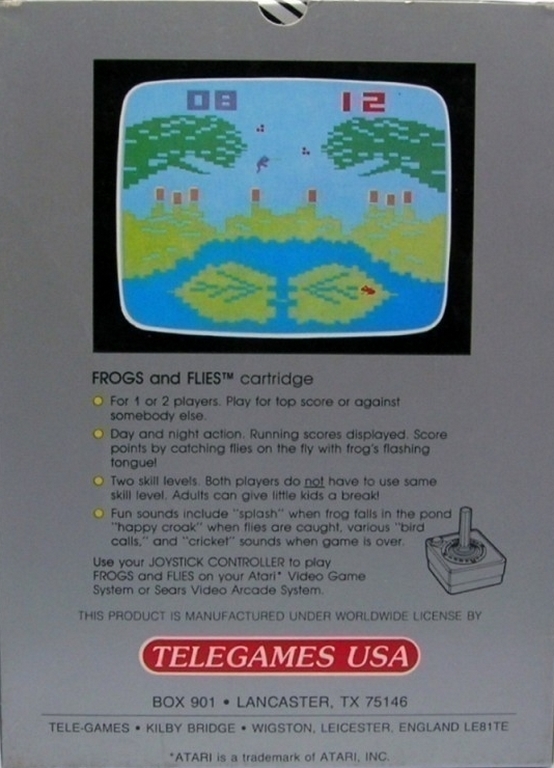 08 12
FROGS and FLIES™ cartridge
For 1 or 2 players. Play for top score or against
somebody else.
Day and night action. Running scores displayed. Score
points by catching flies on the fly with frog's flashing
tongue!
Two skill levels. Both players do not have to use same
skill level. Adults can give little kids a break!
Fun sounds include "splash" when frog falls in the pond
"happy croak" when flies are caught, various "bird
calls," and "cricket" sounds when game is over.
Use your JOYSTICK CONTROLLER to play
FROGS and FLIES on your Atari* Video Game
System or Sears Video Arcade System.
THIS PRODUCT IS MANUFACTURED UNDER WORLDWIDE LICENSE BY
TELEGAMES USA
BOX 901 • LANCASTER, TX 75146
TELE-GAMES • KILBY BRIDGE • WIGSTON, LEICESTER, ENGLAND LE81TE
*ATARI is a trademark of ATARI, INC.